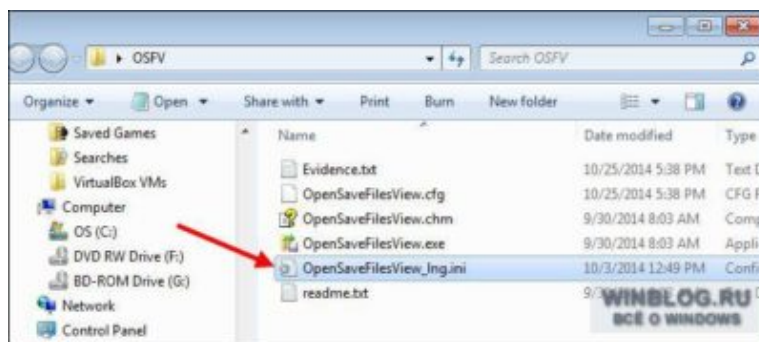 OSFV
Search OSFV
Organize Open Share with Print Burn New folder
Saved Games
Searches
VirtualBox VMs
Computer
OS (C:)
DVD RW Drive (F:)
BD-ROM Drive (G:)
Network
Control Panel
Name Date modified Type
Evidence.txt 10/25/2014 5:38 PM Text D
OpenSaveFilesView.cfg 10/25/2014 5:38 PM CFG F
OpenSaveFilesView.chm 9/30/2014 8:03 AM Comp
OpenSaveFilesView.exe 9/30/2014 8:03 AM Appli
OpenSaveFilesView_lng.ini 10/3/2014 12:49 PM Confi
readme.txt
WINBLOG.RU
ВСЁ О WINDOWS